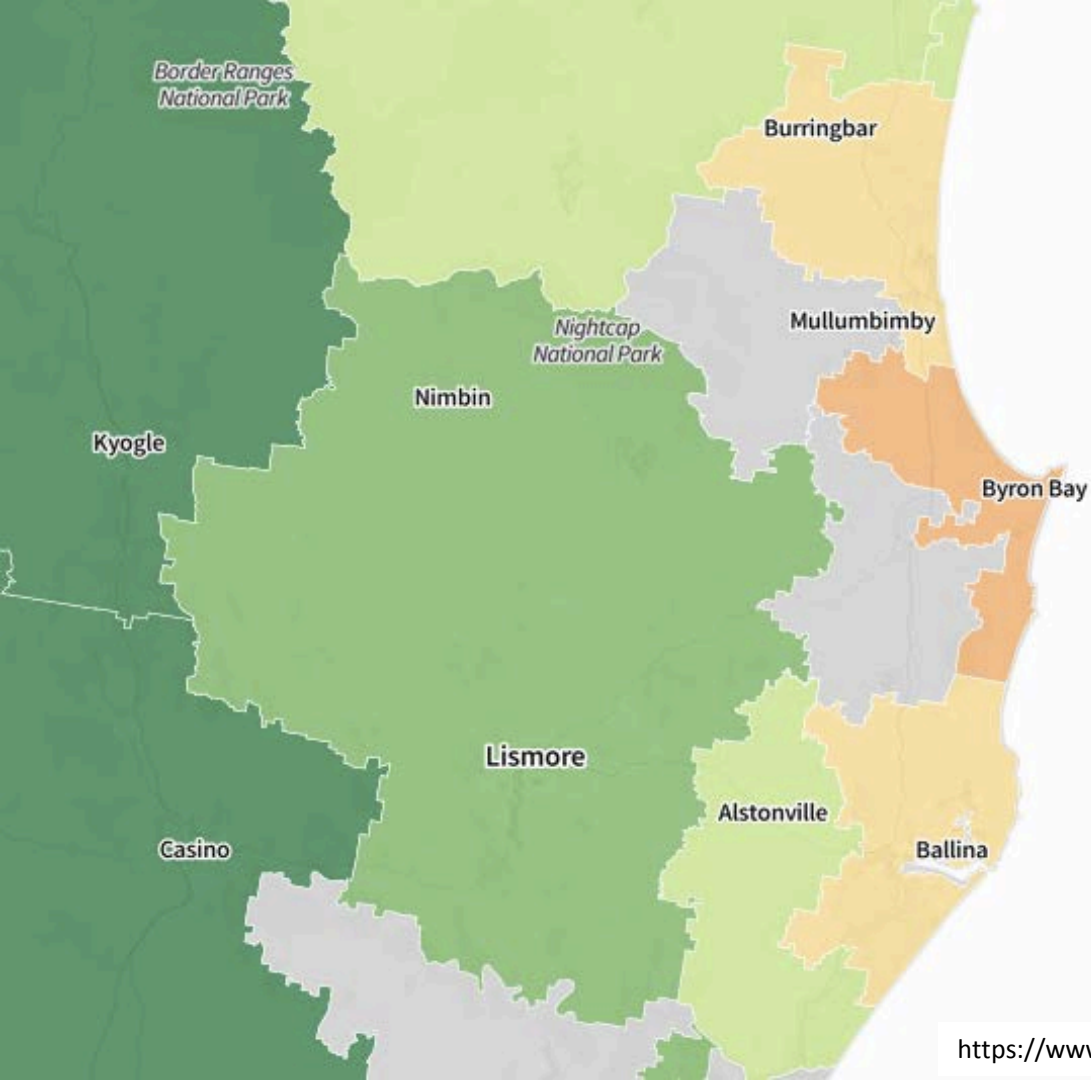 Border Ranges
National Park
Burringbar
Mullumbimby
Nightcap
National Park
Nimbin
Kyogle
Byron Bay
Lismore
Alstonville
Casino
Ballina
https://www